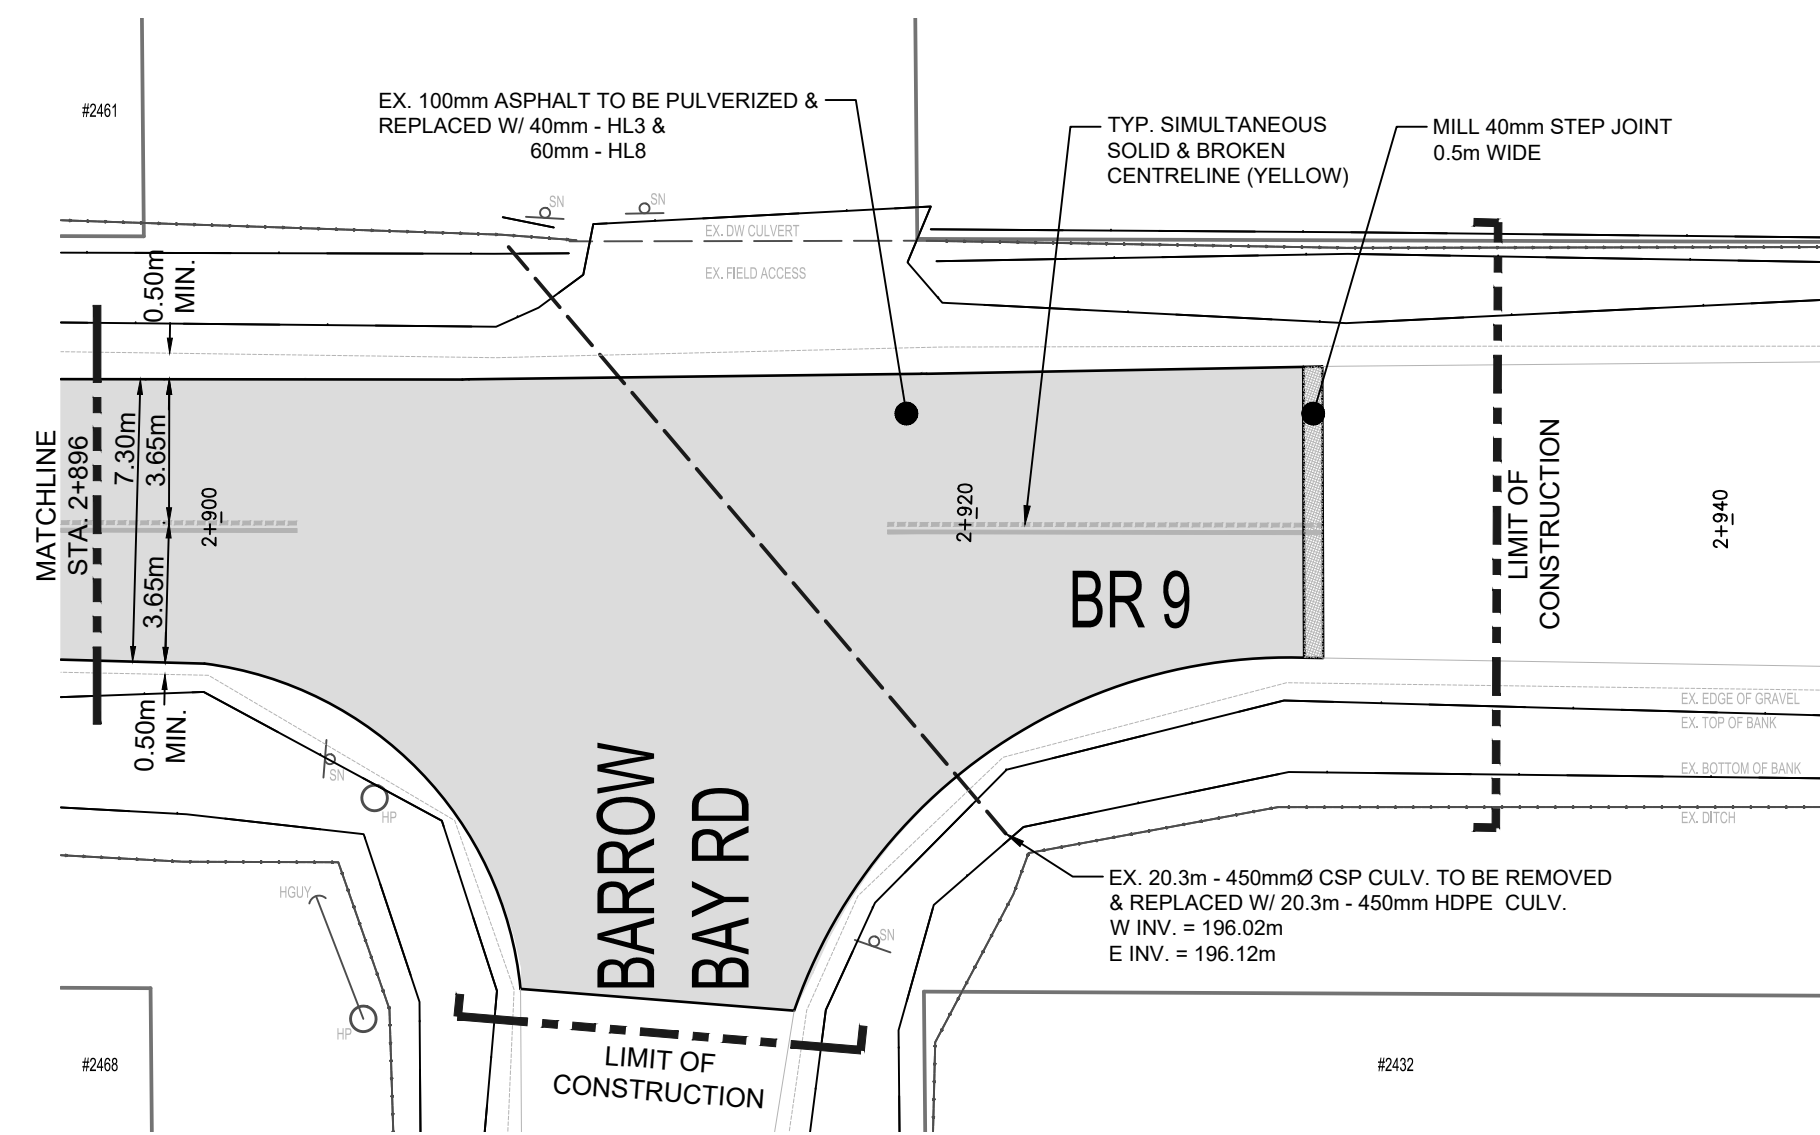 #2461
EX. 100mm ASPHALT TO BE PULVERIZED &
REPLACED W/ 40mm - HL3 &
60mm - HL8
TYP. SIMULTANEOUS
SOLID & BROKEN
CENTRELINE (YELLOW)
MILL 40mm STEP JOINT
0.5m WIDE
SN
SN
EX. DW CULVERT
EX. FIELD ACCESS
0.50m
MIN.
MATCHLINE
STA. 2+896
7.30m
3.65m
3.65m
2+900
2+920
2+940
LIMIT OF
CONSTRUCTION
BR 9
0.50m
MIN.
SN
HP
BARROW
BAY RD
EX. EDGE OF GRAVEL
EX. TOP OF BANK
EX. BOTTOM OF BANK
EX. DITCH
HGUY
HP
SN
EX. 20.3m - 450mmØ CSP CULV. TO BE REMOVED
& REPLACED W/ 20.3m - 450mm HDPE CULV.
W INV. = 196.02m
E INV. = 196.12m
LIMIT OF
CONSTRUCTION
#2468
#2432